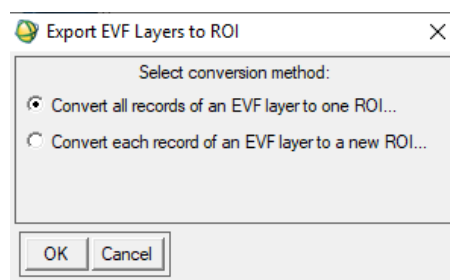 Export EVF Layers to ROI
Select conversion method:
Convert all records of an EVF layer to one ROI...
Convert each record of an EVF layer to a new ROI...
OK Cancel